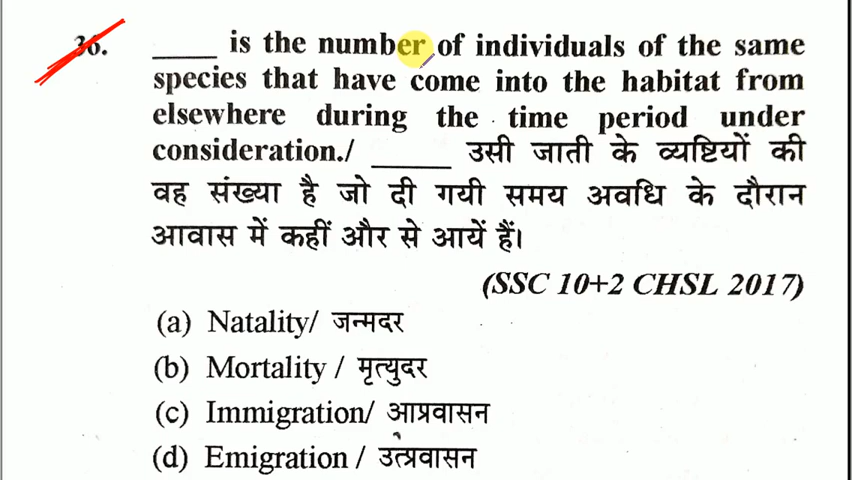 36. ____ is the number of individuals of the same
species that have come into the habitat from
elsewhere during the time period under
consideration./ _____ उसी जाती के व्यष्टियों की
वह संख्या है जो दी गयी समय अवधि के दौरान
आवास में कहीं और से आयें हैं।
(SSC 10+2 CHSL 2017)
(a) Natality/ जन्मदर
(b) Mortality / मृत्युदर
(c) Immigration/ आप्रवासन
(d) Emigration / उत्प्रवासन